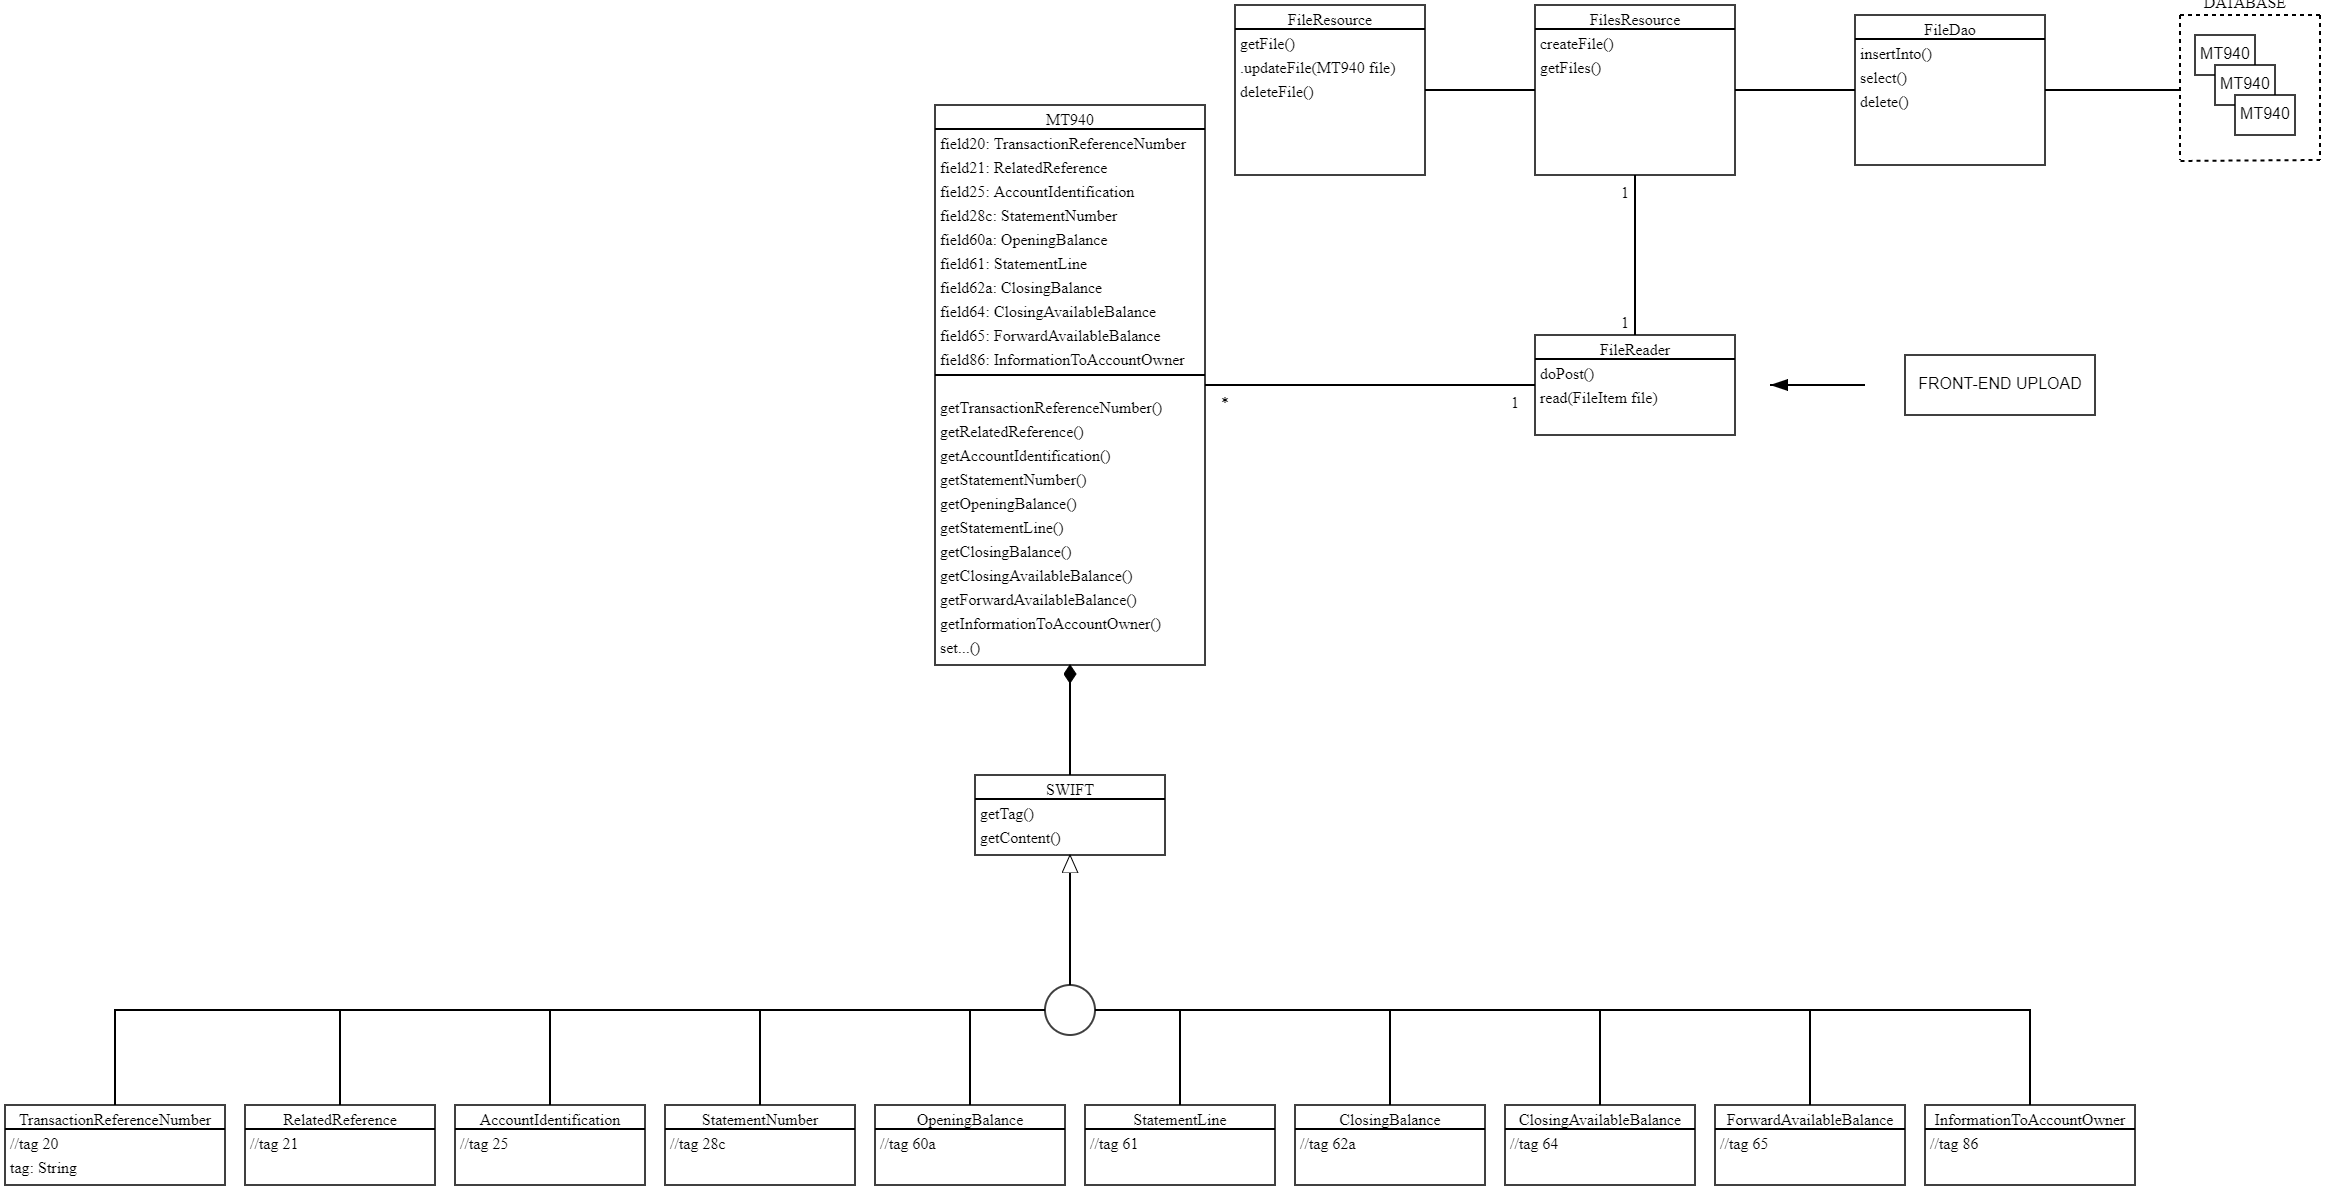 DATABASE
FileResource
getFile()
.updateFile(MT940 file)
deleteFile()
FilesResource
createFile()
getFiles()
FileDao
insertInto()
select()
delete()
MT940
MT940
MT940
MT940
field20: TransactionReferenceNumber
field21: RelatedReference
field25: AccountIdentification
field28c: StatementNumber
field60a: OpeningBalance
field61: StatementLine
field62a: ClosingBalance
field64: ClosingAvailableBalance
field65: ForwardAvailableBalance
field86: InformationToAccountOwner
getTransactionReferenceNumber()
getRelatedReference()
getAccountIdentification()
getStatementNumber()
getOpeningBalance()
getStatementLine()
getClosingBalance()
getClosingAvailableBalance()
getForwardAvailableBalance()
getInformationToAccountOwner()
set...()
1
1
FileReader
doPost()
read(FileItem file)
*
1
FRONT-END UPLOAD
SWIFT
getTag()
getContent()
TransactionReferenceNumber
//tag 20
tag: String
RelatedReference
//tag 21
AccountIdentification
//tag 25
StatementNumber
//tag 28c
OpeningBalance
//tag 60a
StatementLine
//tag 61
ClosingBalance
//tag 62a
ClosingAvailableBalance
//tag 64
ForwardAvailableBalance
//tag 65
InformationToAccountOwner
//tag 86